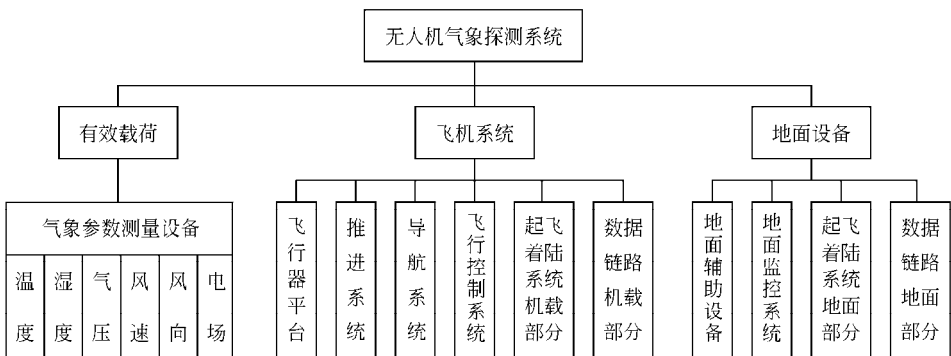 无人机气象探测系统
有效载荷
飞机系统
地面设备
气象参数测量设备
温度
湿度
气压
风速
风向
电场
飞行器平台
推进系统
导航系统
飞行控制系统
起飞着陆系统机载部分
数据链路机载部分
地面辅助设备
地面监控系统
起飞着陆系统地面部分
数据链路地面部分